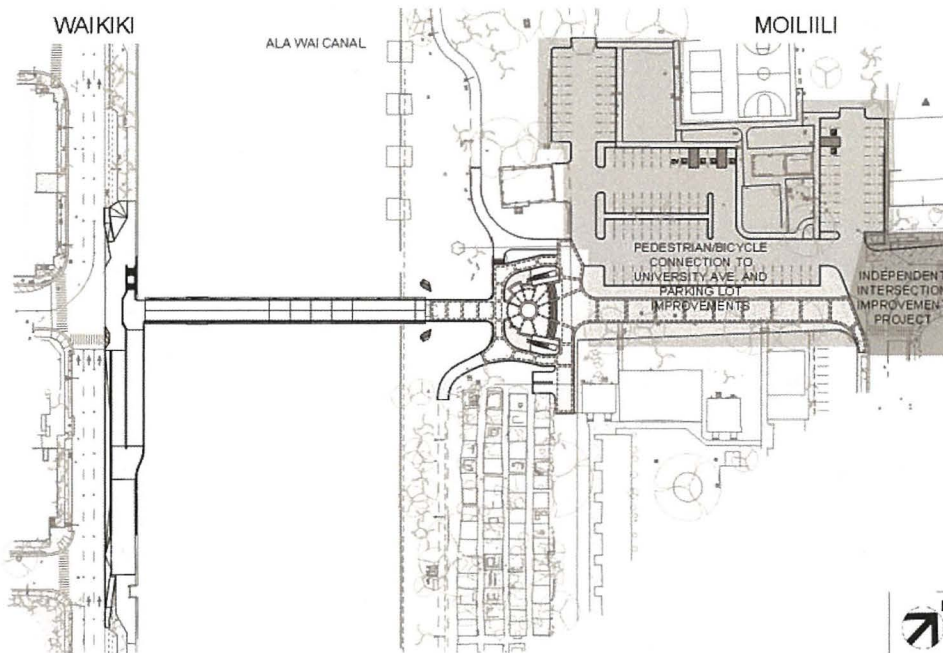 WAIKIKI
MOILIILI
ALA WAI CANAL
PEDESTRIAN/BICYCLE
CONNECTION TO
UNIVERSITY AVE. AND
PARKING LOT
IMPROVEMENTS
INDEPENDENT
INTERSECTION
IMPROVEMENT
PROJECT